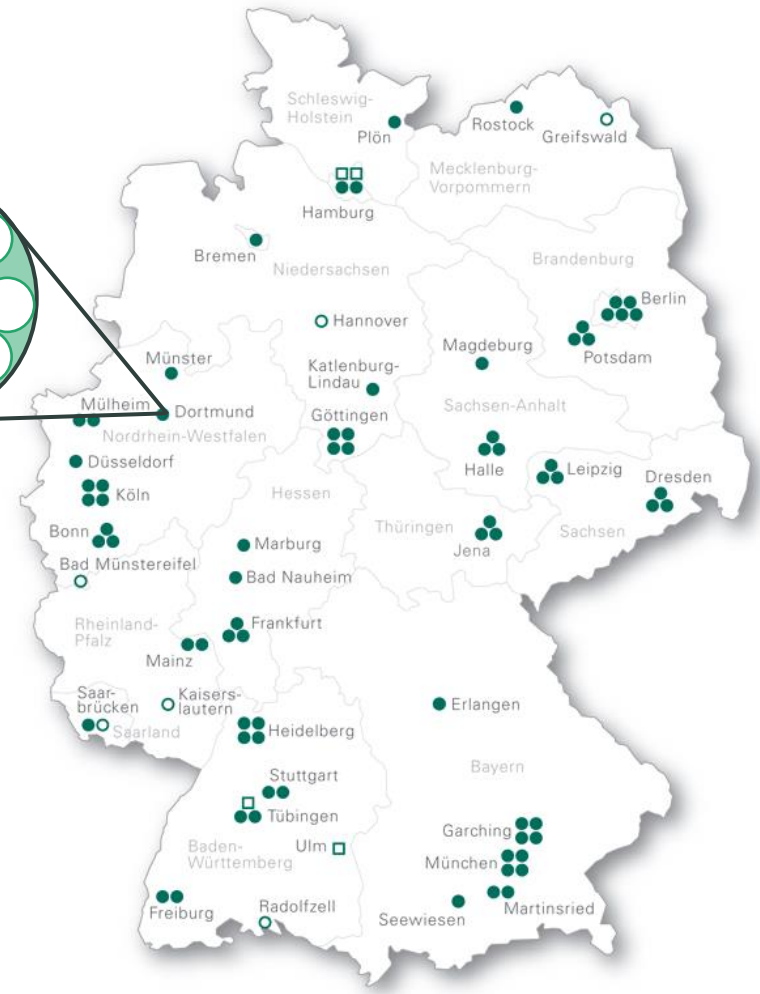 Schleswig-
Holstein
Plön
Rostock
Greifswald
Mecklenburg-
Vorpommern
Hamburg
Bremen
Niedersachsen
Brandenburg
Berlin
Hannover
Potsdam
Münster
Magdeburg
Katlenburg-
Lindau
Mülheim
Dortmund
Sachsen-Anhalt
Göttingen
Nordrhein-Westfalen
Düsseldorf
Halle
Leipzig
Dresden
Köln
Hessen
Thüringen
Sachsen
Bonn
Marburg
Jena
Bad Münstereifel
Bad Nauheim
Rheinland-
Pfalz
Frankfurt
Mainz
Saar-
brücken
Kaisers-
lautern
Saarland
Erlangen
Heidelberg
Bayern
Stuttgart
Tübingen
Garching
Baden-
Württemberg
Ulm
München
Freiburg
Radolfzell
Seewiesen
Martinsried